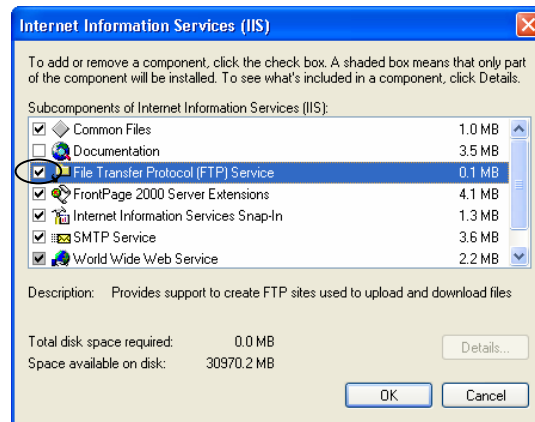 Internet Information Services (IIS)
To add or remove a component, click the check box. A shaded box means that only part
of the component will be installed. To see what's included in a component, click Details.
Subcomponents of Internet Information Services (IIS):
Common Files 1.0 MB
Documentation 3.5 MB
File Transfer Protocol (FTP) Service 0.1 MB
FrontPage 2000 Server Extensions 4.1 MB
Internet Information Services Snap-In 1.3 MB
SMTP Service 3.6 MB
World Wide Web Service 2.2 MB
Description: Provides support to create FTP sites used to upload and download files
Total disk space required: 0.0 MB
Space available on disk: 30970.2 MB
Details...
OK Cancel